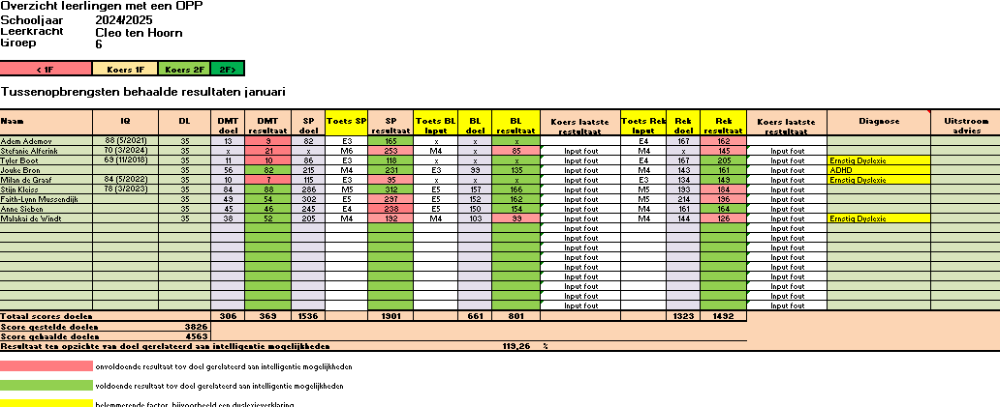 Overzicht leerlingen met een OPP
Schooljaar 2024/2025
Leerkracht Cleo ten Hoorn
Groep 6
< 1F Koers 1F Koers 2F 2F>
Tussenopbrengsten behaalde resultaten januari
Naam IQ DL DMT doel DMT resultaat SP doel Toets SP SP resultaat Toets BL Input BL doel BL resultaat Koers laatste resultaat Toets Rek Input Rek doel Rek resultaat Koers laatste resultaat Diagnose Uitstroom advies
Adem Ademov 88 (5/2021) 35 13 9 82 E3 165 x x x E4 167 162
Stefanie Alferink 70 (3/2024) 35 x 21 x M6 253 M4 x 85 Input fout M4 x 145 Input fout
Tyler Boot 63 (11/2018) 35 11 10 86 E3 118 x x x Input fout E4 167 205 Input fout Ernstig Dyslexie
Jouke Bron 35 56 82 215 M4 231 E3 99 135 Input fout M4 143 161 Input fout ADHD
Milan de Graaf 84 (5/2022) 35 10 7 115 E3 95 x x x Input fout E3 134 149 Input fout Ernstig Dyslexie
Stijn Kleiss 78 (3/2023) 35 84 88 286 M5 312 E5 157 166 Input fout M5 193 184 Input fout
Faith-Lynn Mussendijk 35 49 54 302 E5 297 E5 152 162 Input fout M5 214 196 Input fout
Anne Sieben 35 45 46 245 E4 238 E5 150 154 Input fout M4 161 164 Input fout
Malakai de Windt 35 38 52 205 M4 192 M4 103 99 Input fout M4 144 126 Input fout Ernstig Dyslexie
Input fout Input fout
Input fout Input fout
Input fout Input fout
Input fout Input fout
Input fout Input fout
Input fout Input fout
Input fout Input fout
Input fout Input fout
Input fout Input fout
Totaal scores doelen 306 369 1536 1901 661 801 1323 1492
Score gestelde doelen 3826
Score gehaalde doelen 4563
Resultaat ten opzichte van doel gerelateerd aan intelligentie mogelijkheden 119,26 %
onvoldoende resultaat tov doel gerelateerd aan intelligentie mogelijkheden
voldoende resultaat tov doel gerelateerd aan intelligentie mogelijkheden
belemmerende factor, bijvoorbeeld een dyslexieverklaring